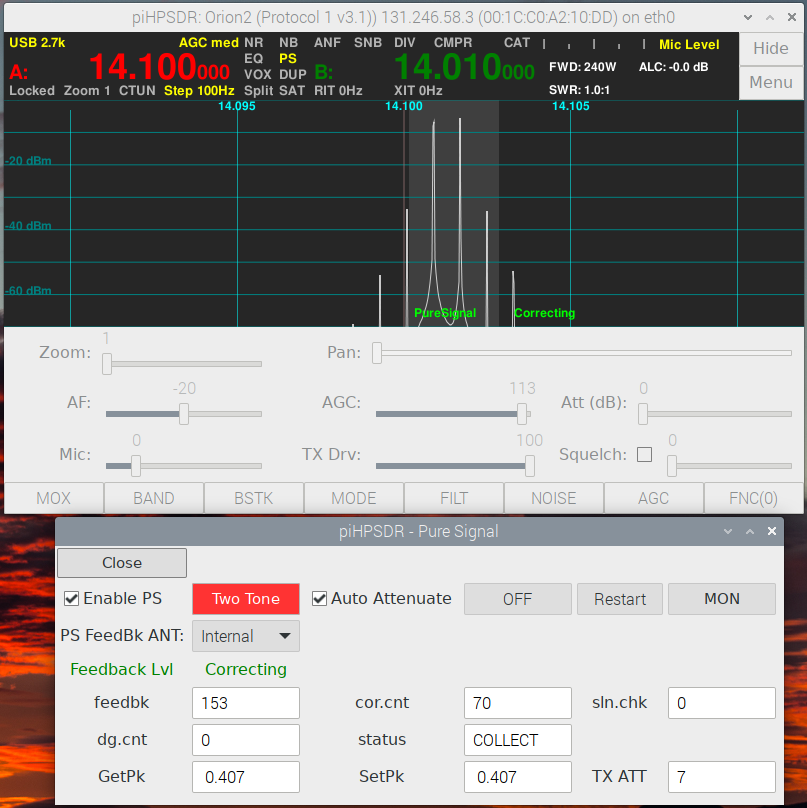 piHPSDR: Orion2 (Protocol 1 v3.1)) 131.246.58.3 (00:1C:C0:A2:10:DD) on eth0
USB 2.7k AGC med NR NB ANF SNB DIV CMPR CAT Mic Level Hide
A: 14.100000 EQ PS B: 14.010000 FWD: 240W ALC: -0.0 dB
VOX DUP
Locked Zoom 1 CTUN Step 100Hz Split SAT RIT 0Hz XIT 0Hz SWR: 1.0:1 Menu
14.095 14.100 14.105
-20 dBm
-40 dBm
-60 dBm
PureSignal Correcting
Zoom: 1 Pan:
AF: -20 AGC: 113 Att (dB): 0
Mic: 0 TX Drv: 100 Squelch: 0
MOX BAND BSTK MODE FILT NOISE AGC FNC(0)
piHPSDR - Pure Signal
Close
Enable PS Two Tone Auto Attenuate OFF Restart MON
PS FeedBk ANT: Internal
Feedback Lvl Correcting
feedbk 153 cor.cnt 70 sln.chk 0
dg.cnt 0 status COLLECT
GetPk 0.407 SetPk 0.407 TX ATT 7